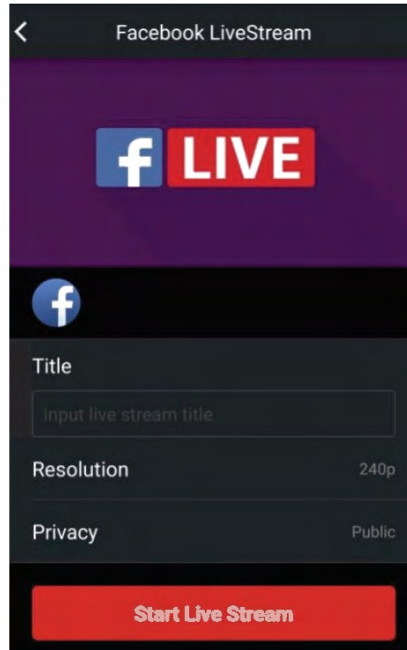 Facebook LiveStream
f LIVE
f
Title
input live stream title
Resolution 240p
Privacy Public
Start Live Stream